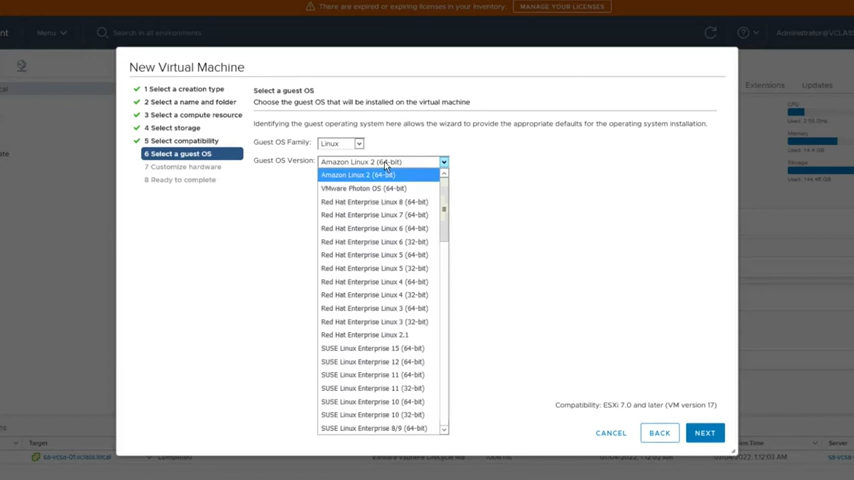 There are expired or expiring licenses in your inventory. MANAGE YOUR LICENSES
nt Menu Search in all environments Administrator@VCLASS
New Virtual Machine
1 Select a creation type
2 Select a name and folder
3 Select a compute resource
4 Select storage
5 Select compatibility
6 Select a guest OS
7 Customize hardware
8 Ready to complete
Select a guest OS
Choose the guest OS that will be installed on the virtual machine
Identifying the guest operating system here allows the wizard to provide the appropriate defaults for the operating system installation.
Guest OS Family: Linux
Guest OS Version: Amazon Linux 2 (64-bit)
Amazon Linux 2 (64-bit)
VMware Photon OS (64-bit)
Red Hat Enterprise Linux 8 (64-bit)
Red Hat Enterprise Linux 7 (64-bit)
Red Hat Enterprise Linux 6 (64-bit)
Red Hat Enterprise Linux 6 (32-bit)
Red Hat Enterprise Linux 5 (64-bit)
Red Hat Enterprise Linux 5 (32-bit)
Red Hat Enterprise Linux 4 (64-bit)
Red Hat Enterprise Linux 4 (32-bit)
Red Hat Enterprise Linux 3 (64-bit)
Red Hat Enterprise Linux 3 (32-bit)
Red Hat Enterprise Linux 2.1
SUSE Linux Enterprise 15 (64-bit)
SUSE Linux Enterprise 12 (64-bit)
SUSE Linux Enterprise 11 (64-bit)
SUSE Linux Enterprise 11 (32-bit)
SUSE Linux Enterprise 10 (64-bit)
SUSE Linux Enterprise 10 (32-bit)
SUSE Linux Enterprise 8/9 (64-bit)
Compatibility: ESXi 7.0 and later (VM version 17)
CANCEL BACK NEXT
Extensions Updates
CPU
Memory
Storage
Target
Server